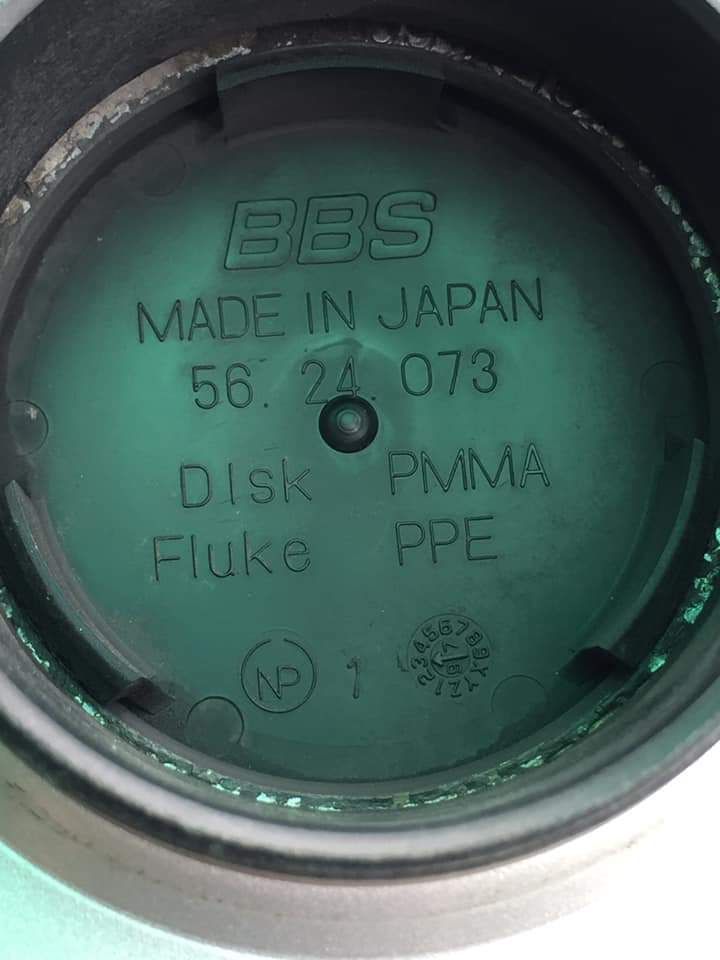 BBS
MADE IN JAPAN
56. 24. 073
DIsk PMMA
Fluke PPE
NP 1